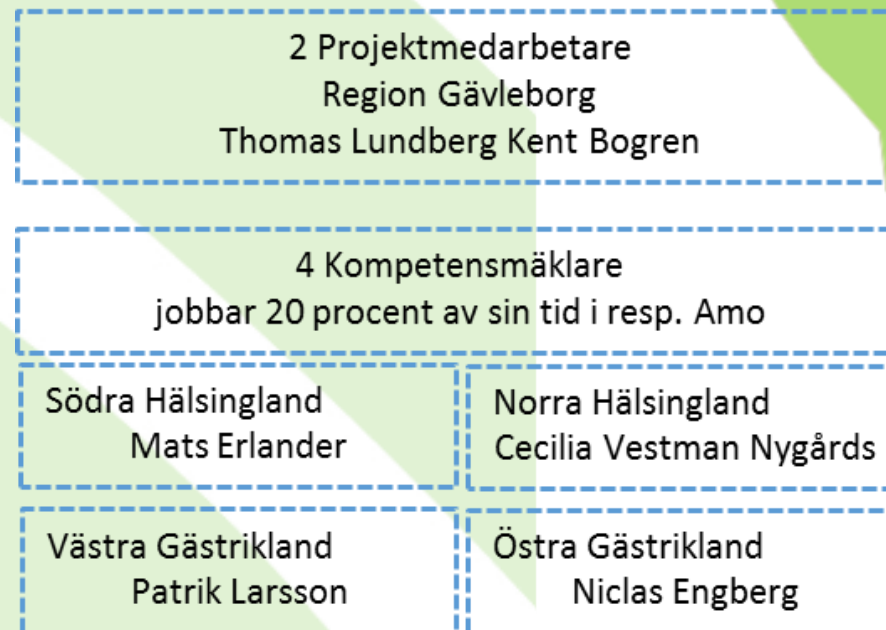 2 Projektmedarbetare
Region Gävleborg
Thomas Lundberg Kent Bogren
4 Kompetensmäklare
jobbar 20 procent av sin tid i resp. Amo
Södra Hälsingland
Mats Erlander
Norra Hälsingland
Cecilia Vestman Nygårds
Västra Gästrikland
Patrik Larsson
Östra Gästrikland
Niclas Engberg